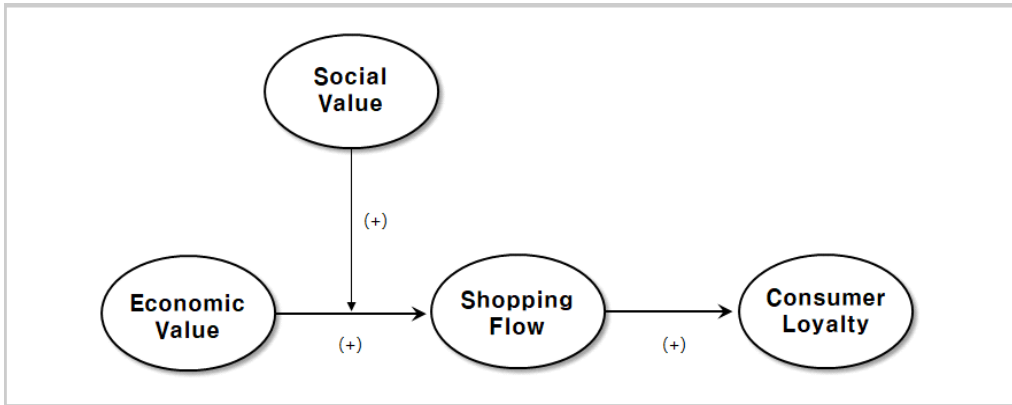 Social
Value
(+)
Economic
Value
(+)
Shopping
Flow
(+)
Consumer
Loyalty